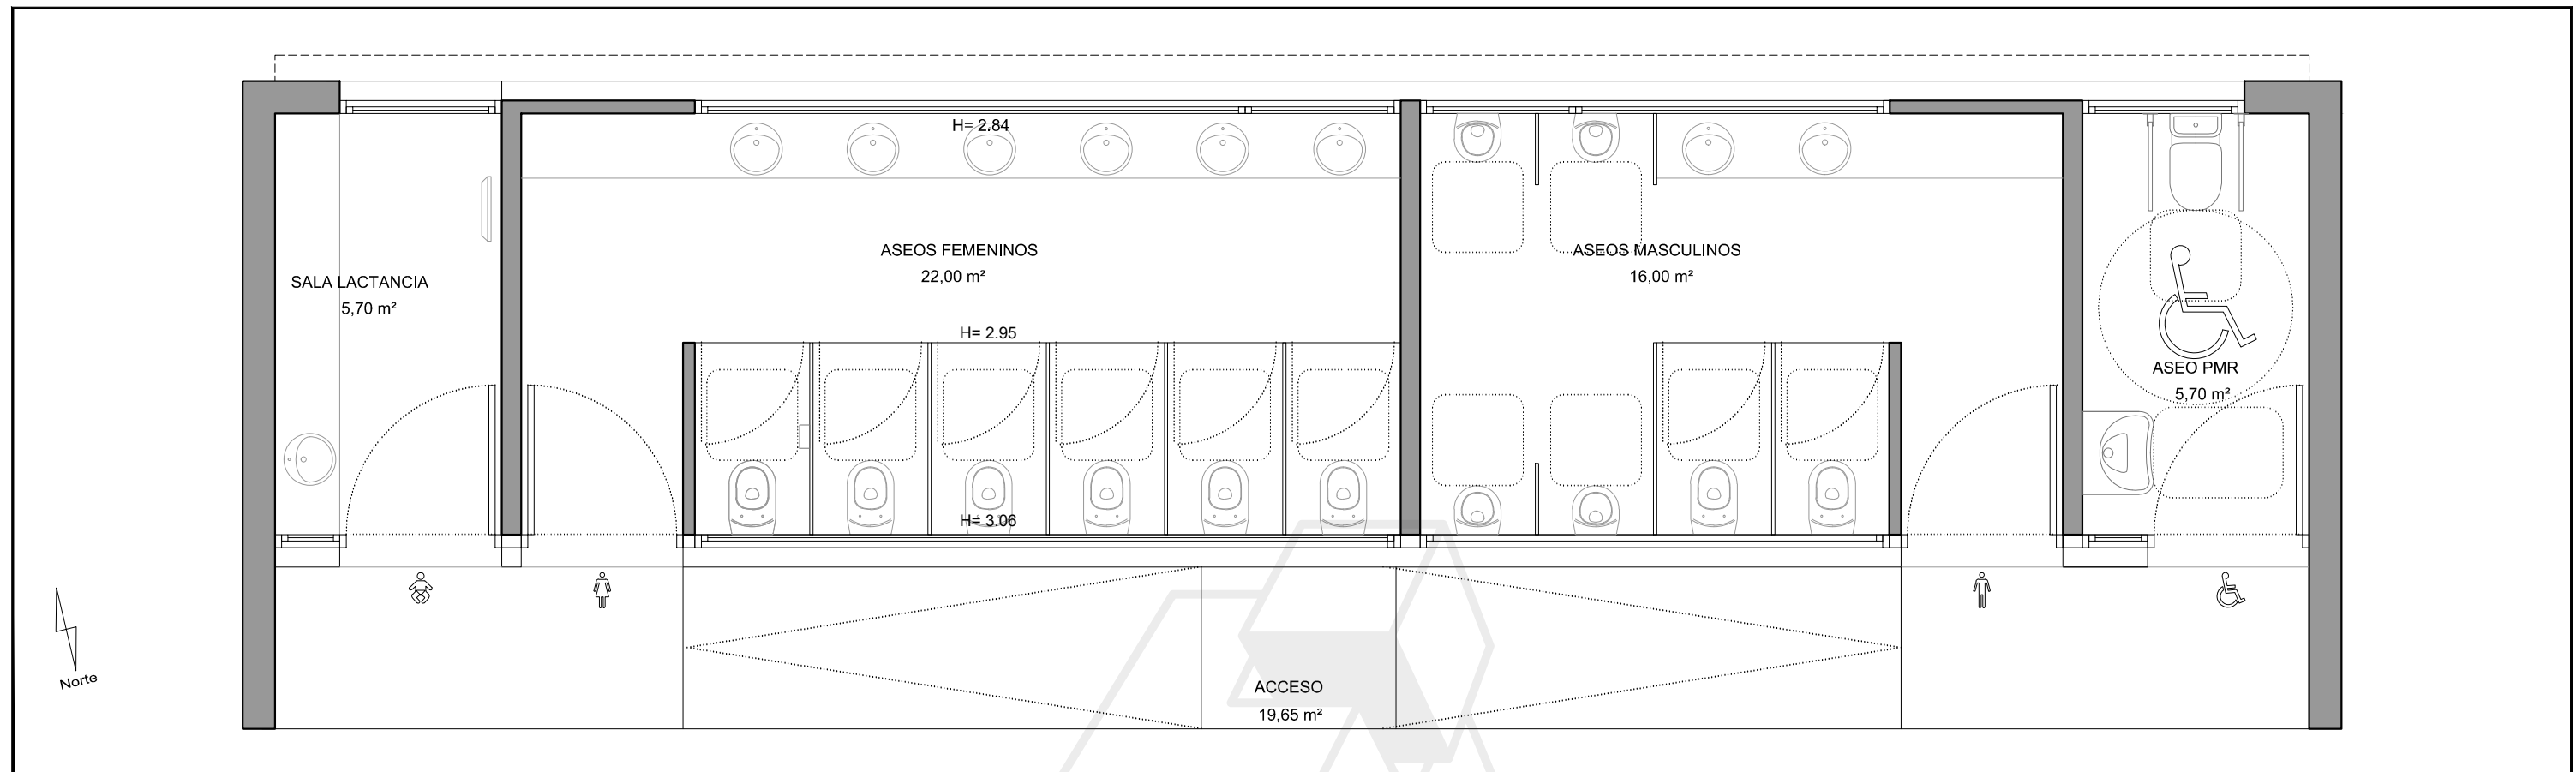 H= 2.84
ASEOS FEMENINOS
22,00 m²
ASEOS MASCULINOS
16,00 m²
SALA LACTANCIA
5,70 m²
H= 2.95
ASEO PMR
5,70 m²
H= 3.06
Norte
ACCESO
19,65 m²